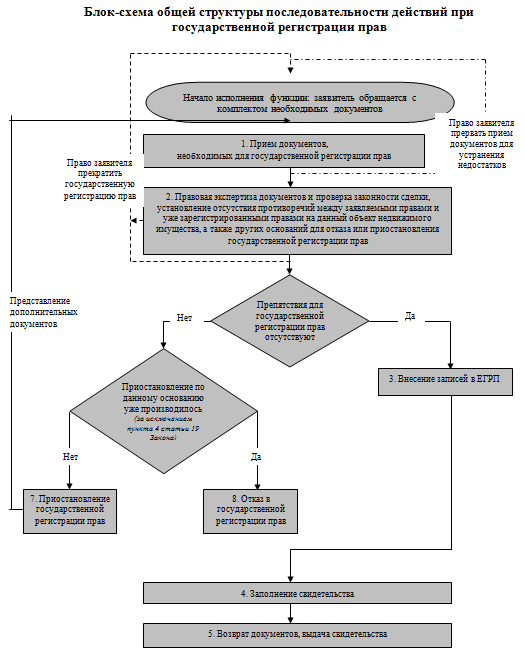 Блок-схема общей структуры последовательности действий при
государственной регистрации прав
Начало исполнения функции: заявитель обращается с
комплектом необходимых документов
Право заявителя
прервать прием
документов для
устранения
недостатков
1. Прием документов,
необходимых для государственной регистрации прав
Право заявителя
прекратить
государственную
регистрацию прав
2. Правовая экспертиза документов и проверка законности сделки,
установление отсутствия противоречий между заявляемыми правами и
уже зарегистрированными правами на данный объект недвижимого
имущества, а также других оснований для отказа или приостановления
государственной регистрации прав
Представление
дополнительных
документов
Препятствия для
государственной
регистрации прав
отсутствуют
Нет
Да
3. Внесение записей в ЕГРП
Приостановление по
данному основанию
уже производилось
(за исключением
пункта 4 статьи 19
Закона)
Нет
Да
7. Приостановление
государственной
регистрации прав
8. Отказ в
государственной
регистрации прав
4. Заполнение свидетельства
5. Возврат документов, выдача свидетельства